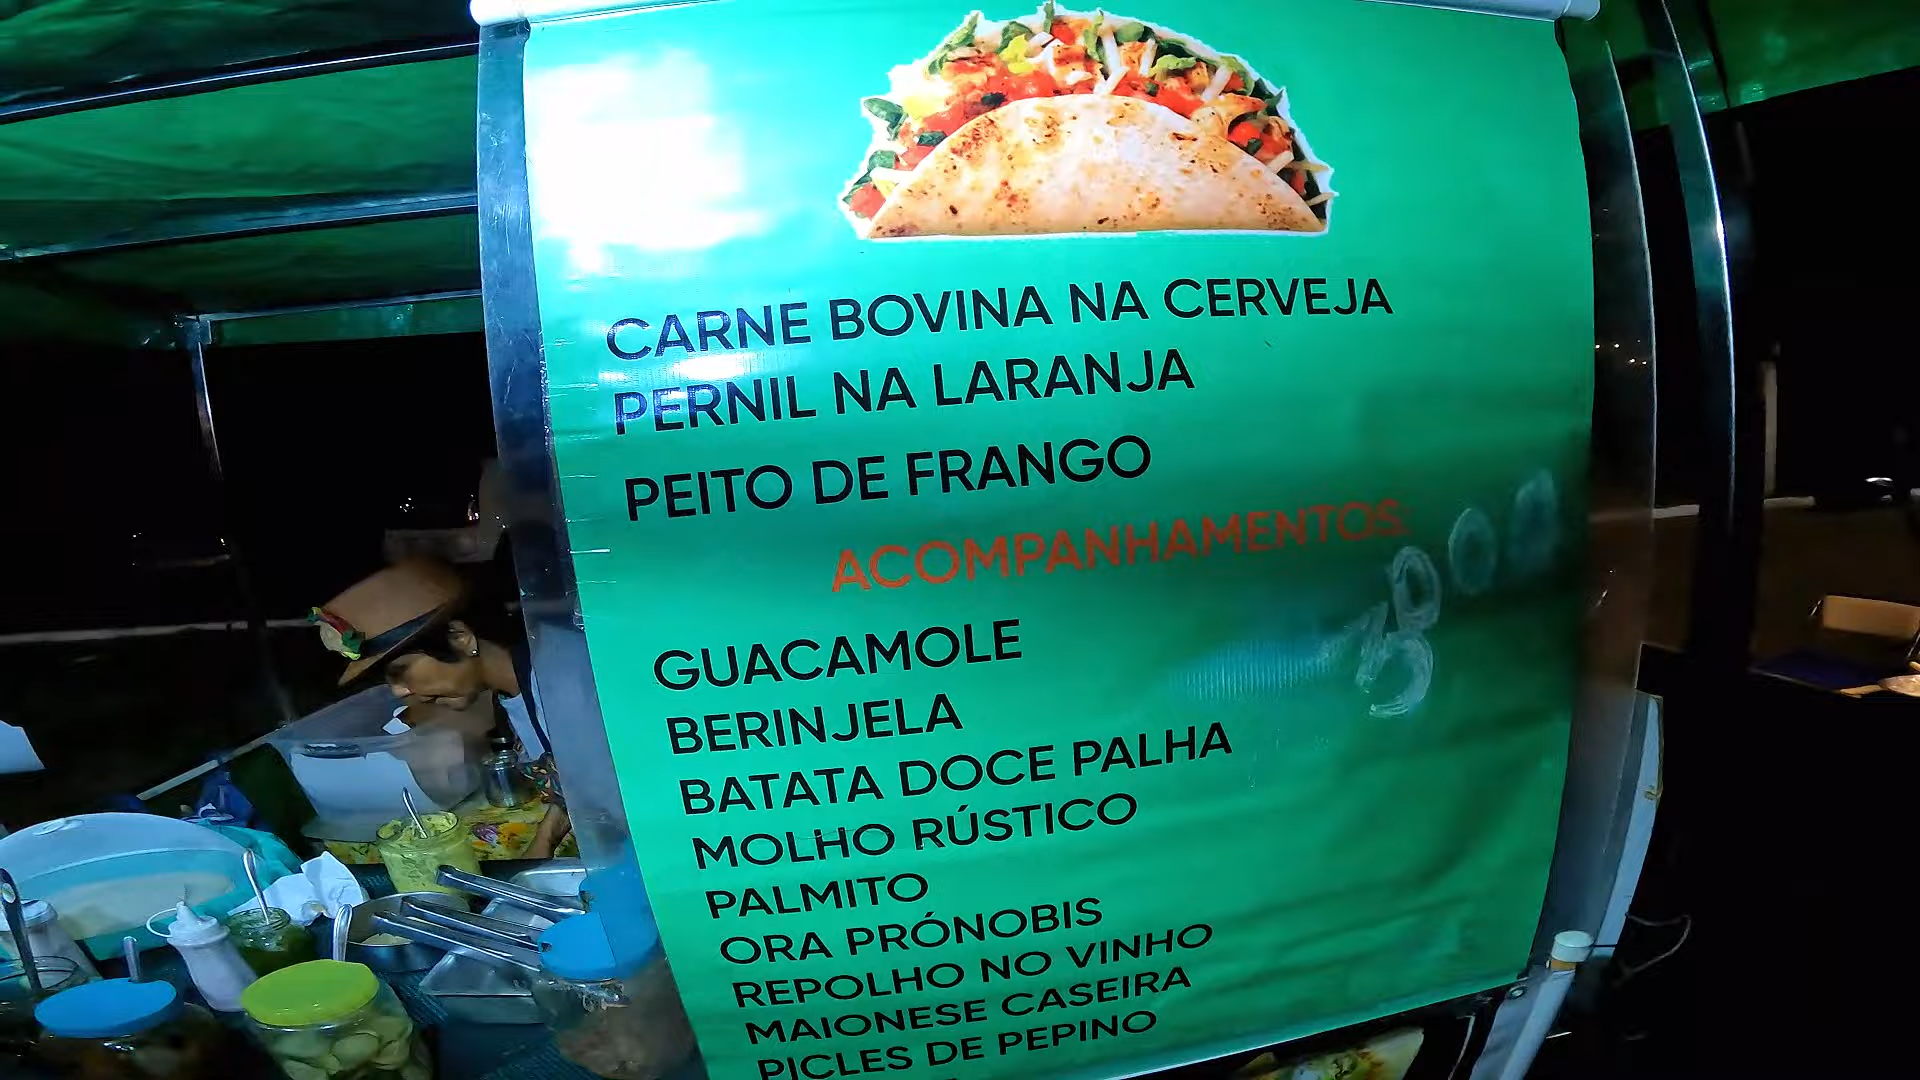 CARNE BOVINA NA CERVEJA
PERNIL NA LARANJA
PEITO DE FRANGO
ACOMPANHAMENTOS:
GUACAMOLE
BERINJELA
BATATA DOCE PALHA
MOLHO RÚSTICO
PALMITO
ORA PRÓNOBIS
REPOLHO NO VINHO
MAIONESE CASEIRA
PICLES DE PEPINO